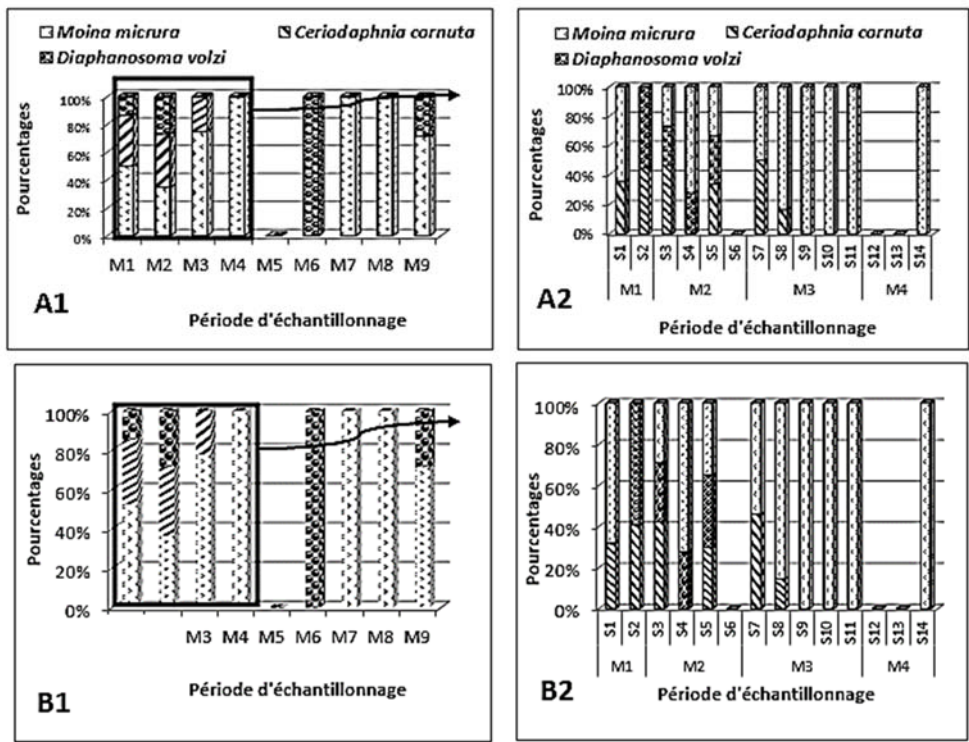 Moina micrura Ceriodaphnia cornuta
Diaphanosoma volzi
Pourcentages
100%
80%
60%
40%
20%
0%
M1 M2 M3 M4 M5 M6 M7 M8 M9
Période d'échantillonnage
A1
Moina micrura Ceriodaphnia cornuta
Diaphanosoma volzi
Pourcentages
100%
80%
60%
40%
20%
0%
S1 S2 S3 S4 S5 S6 S7 S8 S9 S10 S11 S12 S13 S14
M1 M2 M3 M4
Période d'échantillonnage
A2
Pourcentages
100%
80%
60%
40%
20%
0%
M3 M4 M5 M6 M7 M8 M9
Période d'échantillonnage
B1
Pourcentages
100%
80%
60%
40%
20%
0%
S1 S2 S3 S4 S5 S6 S7 S8 S9 S10 S11 S12 S13 S14
M1 M2 M3 M4
Période d'échantillonnage
B2